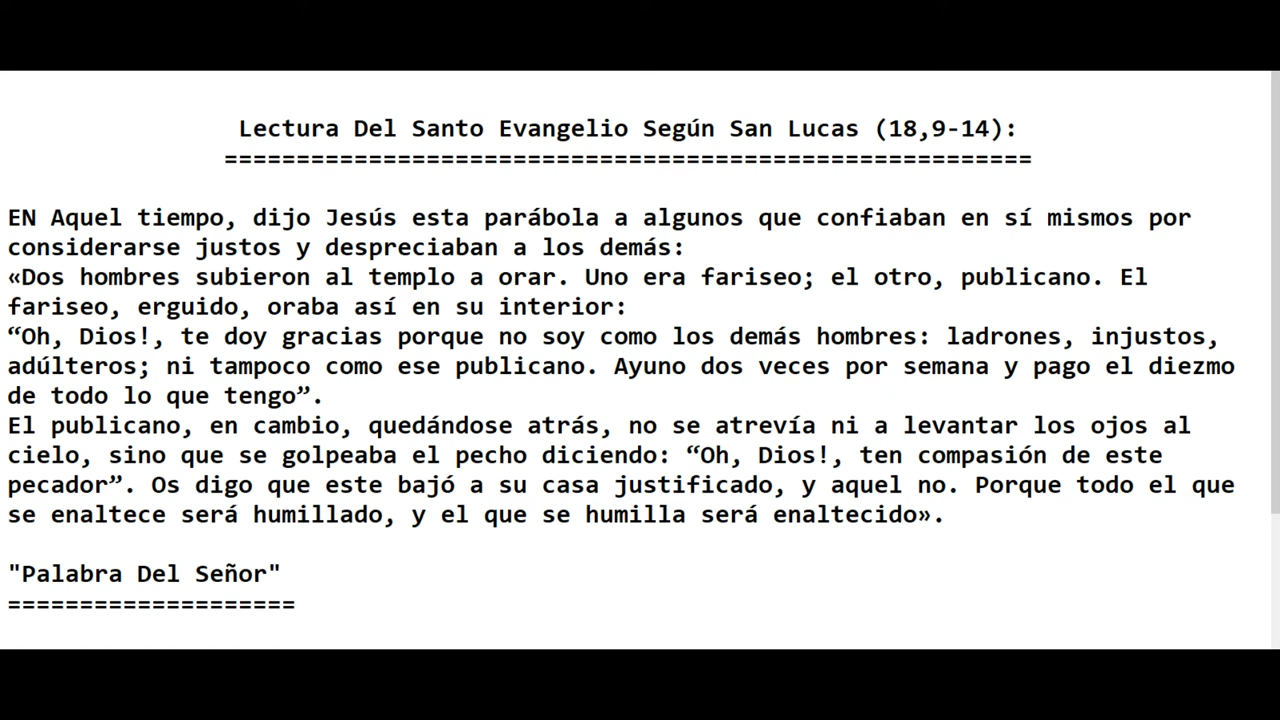 Lectura Del Santo Evangelio Según San Lucas (18,9-14):
========================================================
EN Aquel tiempo, dijo Jesús esta parábola a algunos que confiaban en sí mismos por
considerarse justos y despreciaban a los demás:
«Dos hombres subieron al templo a orar. Uno era fariseo; el otro, publicano. El
fariseo, erguido, oraba así en su interior:
“Oh, Dios!, te doy gracias porque no soy como los demás hombres: ladrones, injustos,
adúlteros; ni tampoco como ese publicano. Ayuno dos veces por semana y pago el diezmo
de todo lo que tengo”.
El publicano, en cambio, quedándose atrás, no se atrevía ni a levantar los ojos al
cielo, sino que se golpeaba el pecho diciendo: “Oh, Dios!, ten compasión de este
pecador”. Os digo que este bajó a su casa justificado, y aquel no. Porque todo el que
se enaltece será humillado, y el que se humilla será enaltecido».
"Palabra Del Señor"
====================